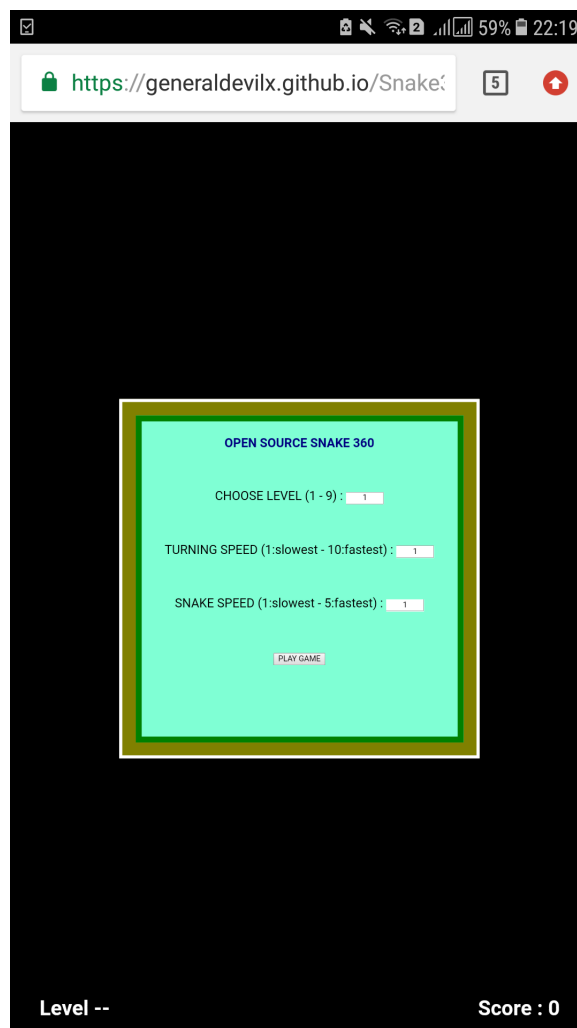 2 59% 22:19
https://generaldevilx.github.io/Snake3
5
OPEN SOURCE SNAKE 360
CHOOSE LEVEL (1 - 9) : 1
TURNING SPEED (1:slowest - 10:fastest) : 1
SNAKE SPEED (1:slowest - 5:fastest) : 1
PLAY GAME
Level --
Score : 0